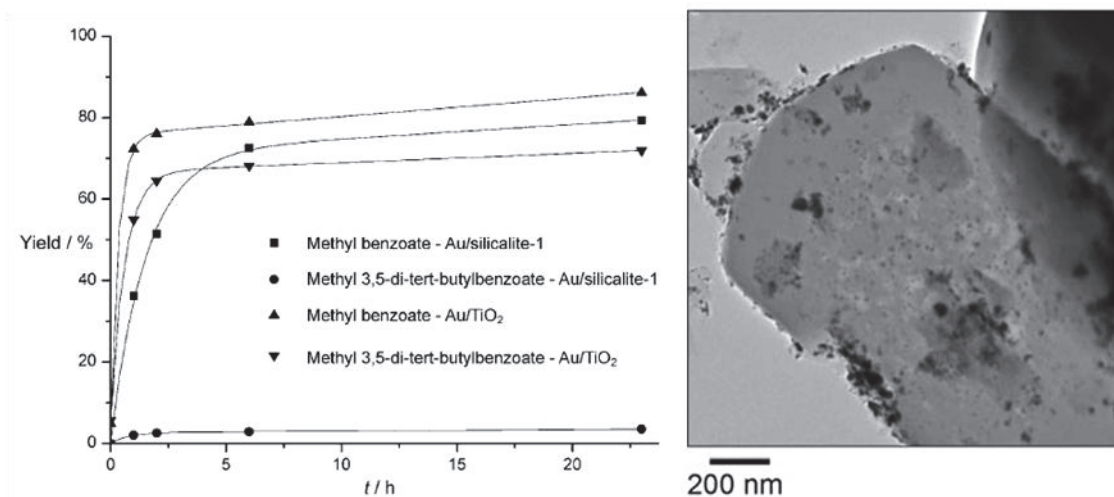 100
80
60
Yield / %
40
20
0
Methyl benzoate - Au/silicalite-1
Methyl 3,5-di-tert-butylbenzoate - Au/silicalite-1
Methyl benzoate - Au/TiO₂
Methyl 3,5-di-tert-butylbenzoate - Au/TiO₂
0 5 10 15 20
t / h
200 nm